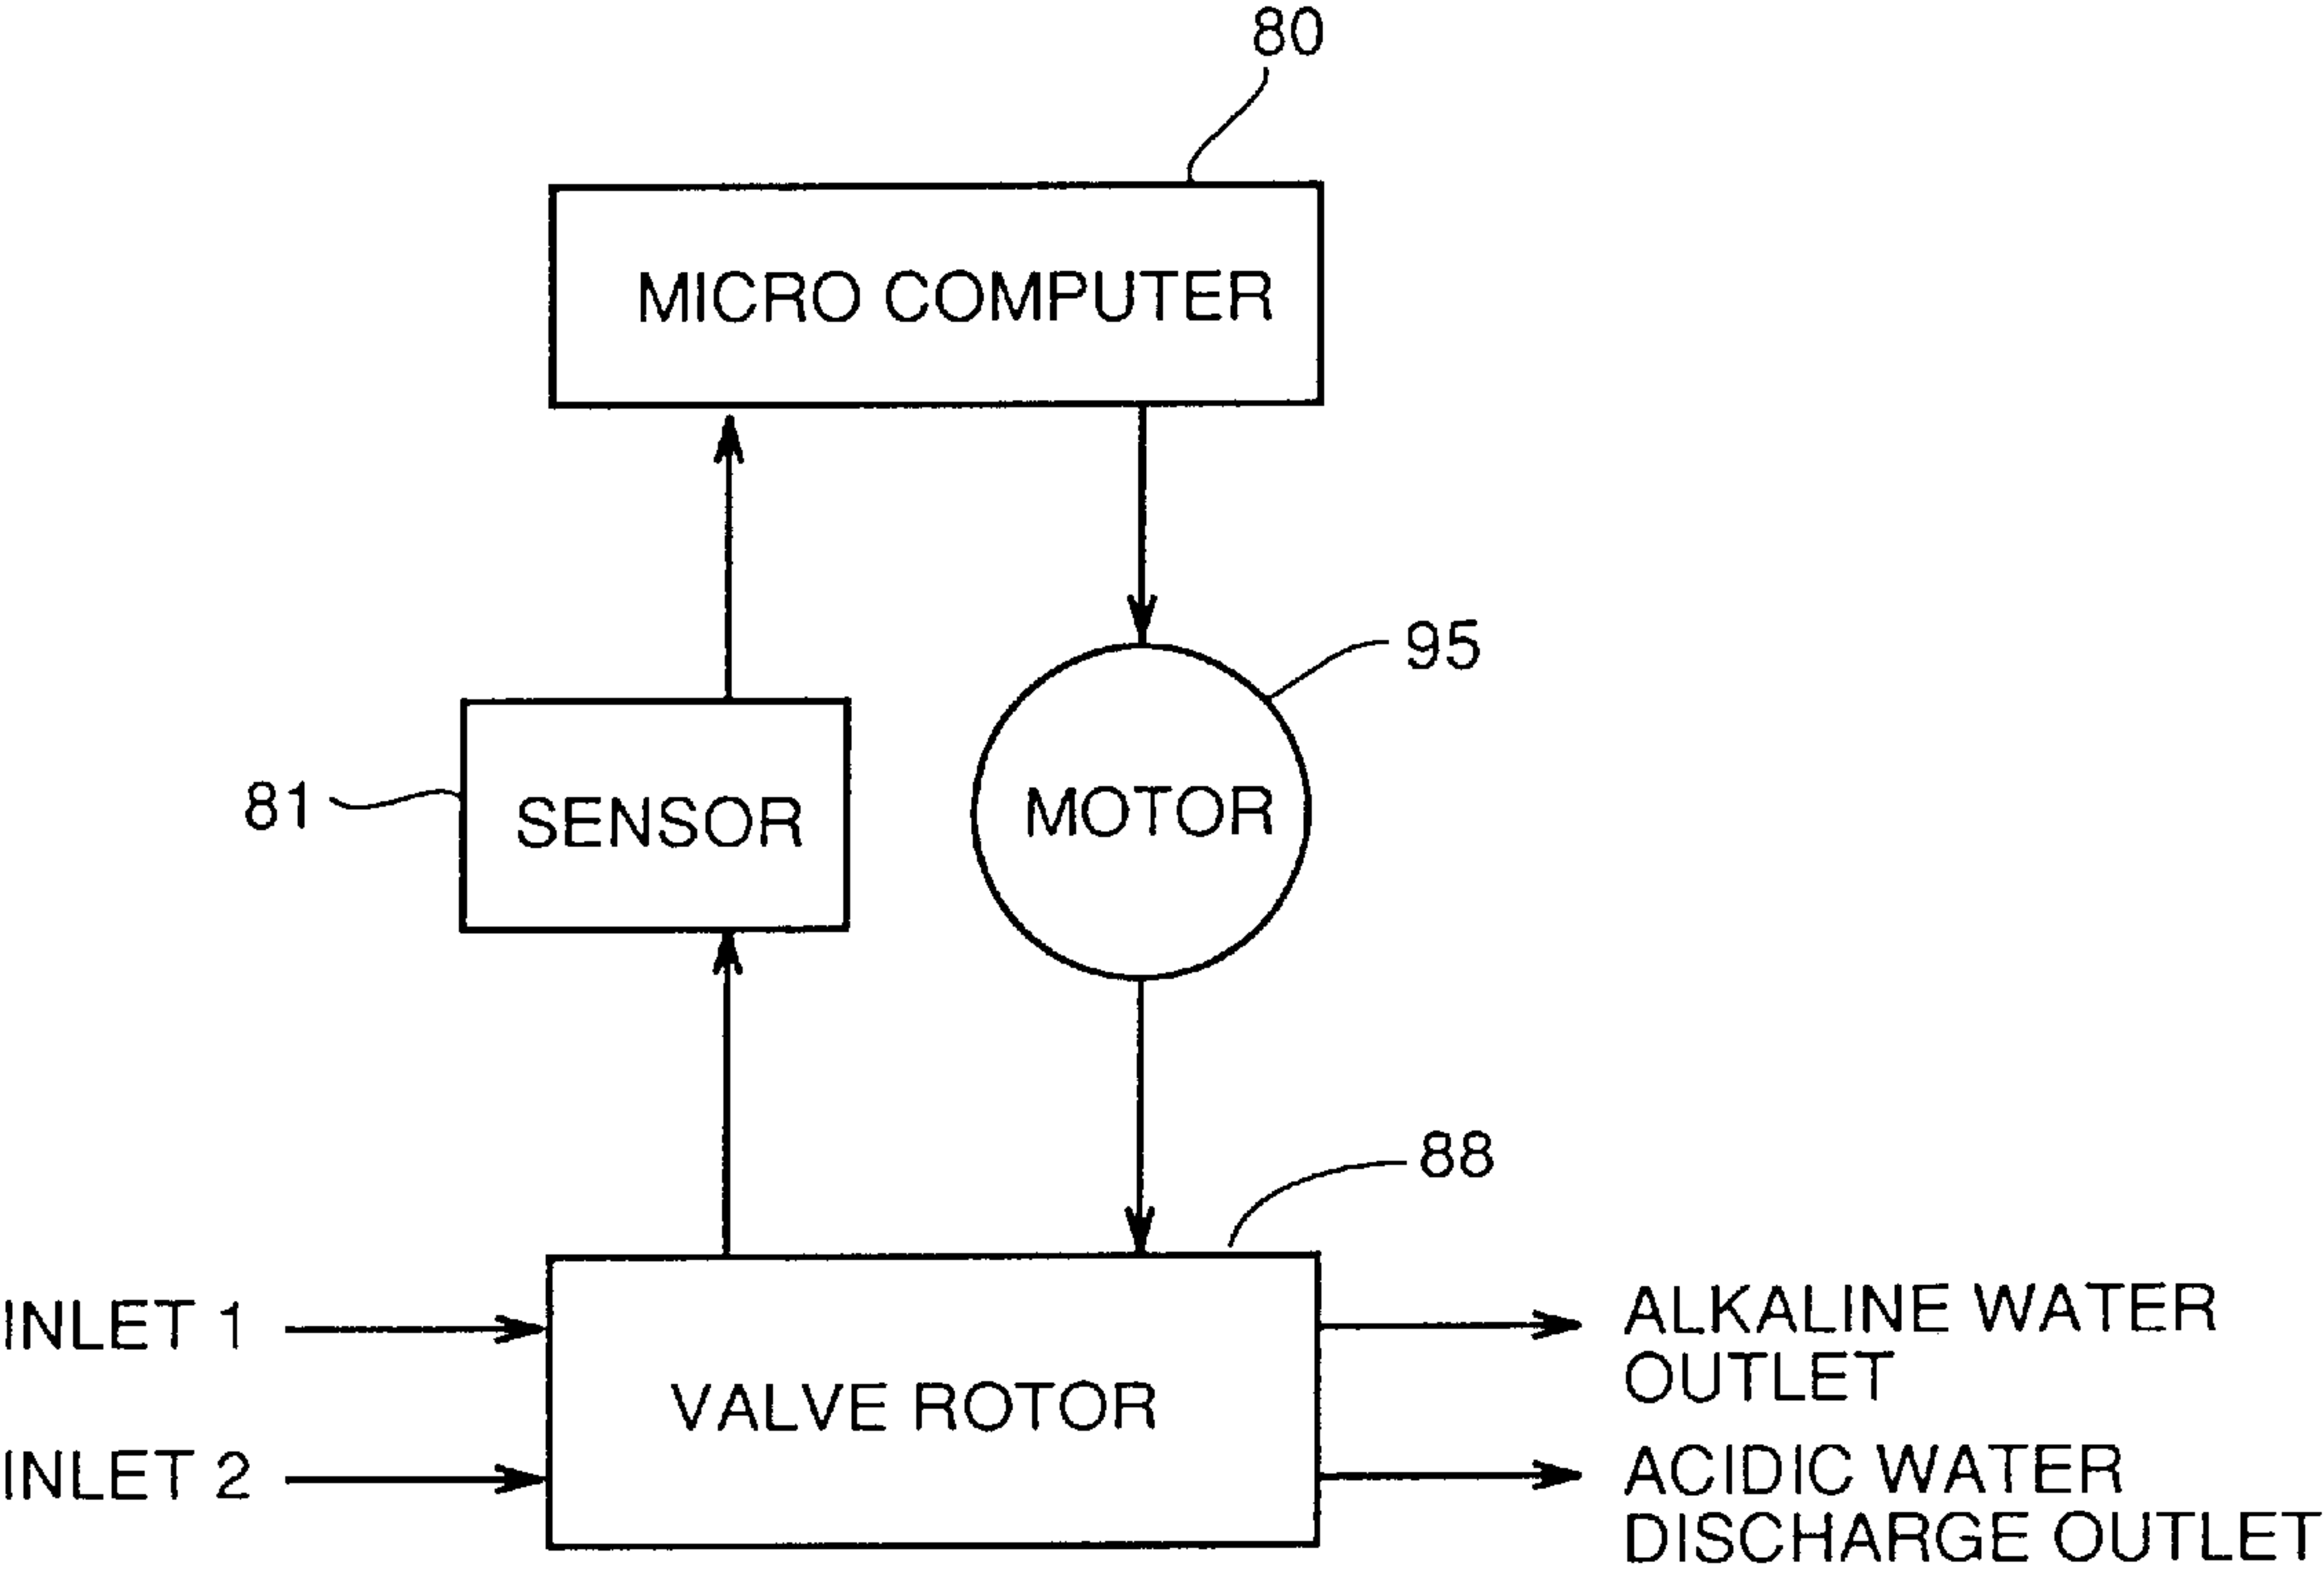 80
MICRO COMPUTER
95
81
SENSOR
MOTOR
88
INLET 1
ALKALINE WATER
OUTLET
VALVE ROTOR
INLET 2
ACIDIC WATER
DISCHARGE OUTLET